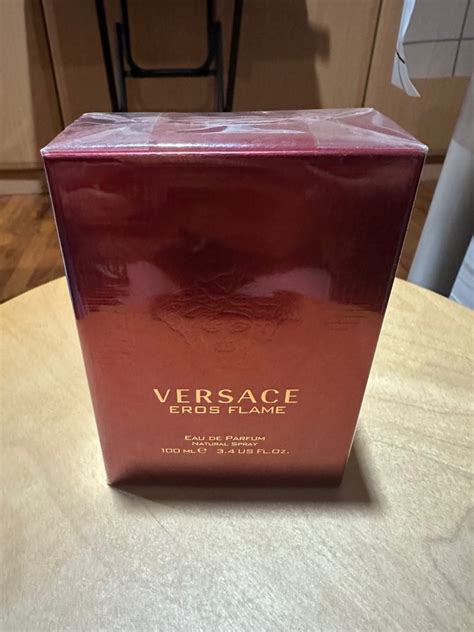 VERSACE
EROS FLAME
EAU DE PARFUM
NATURAL SPRAY
100 ML ℮ 3.4 US FL.OZ.